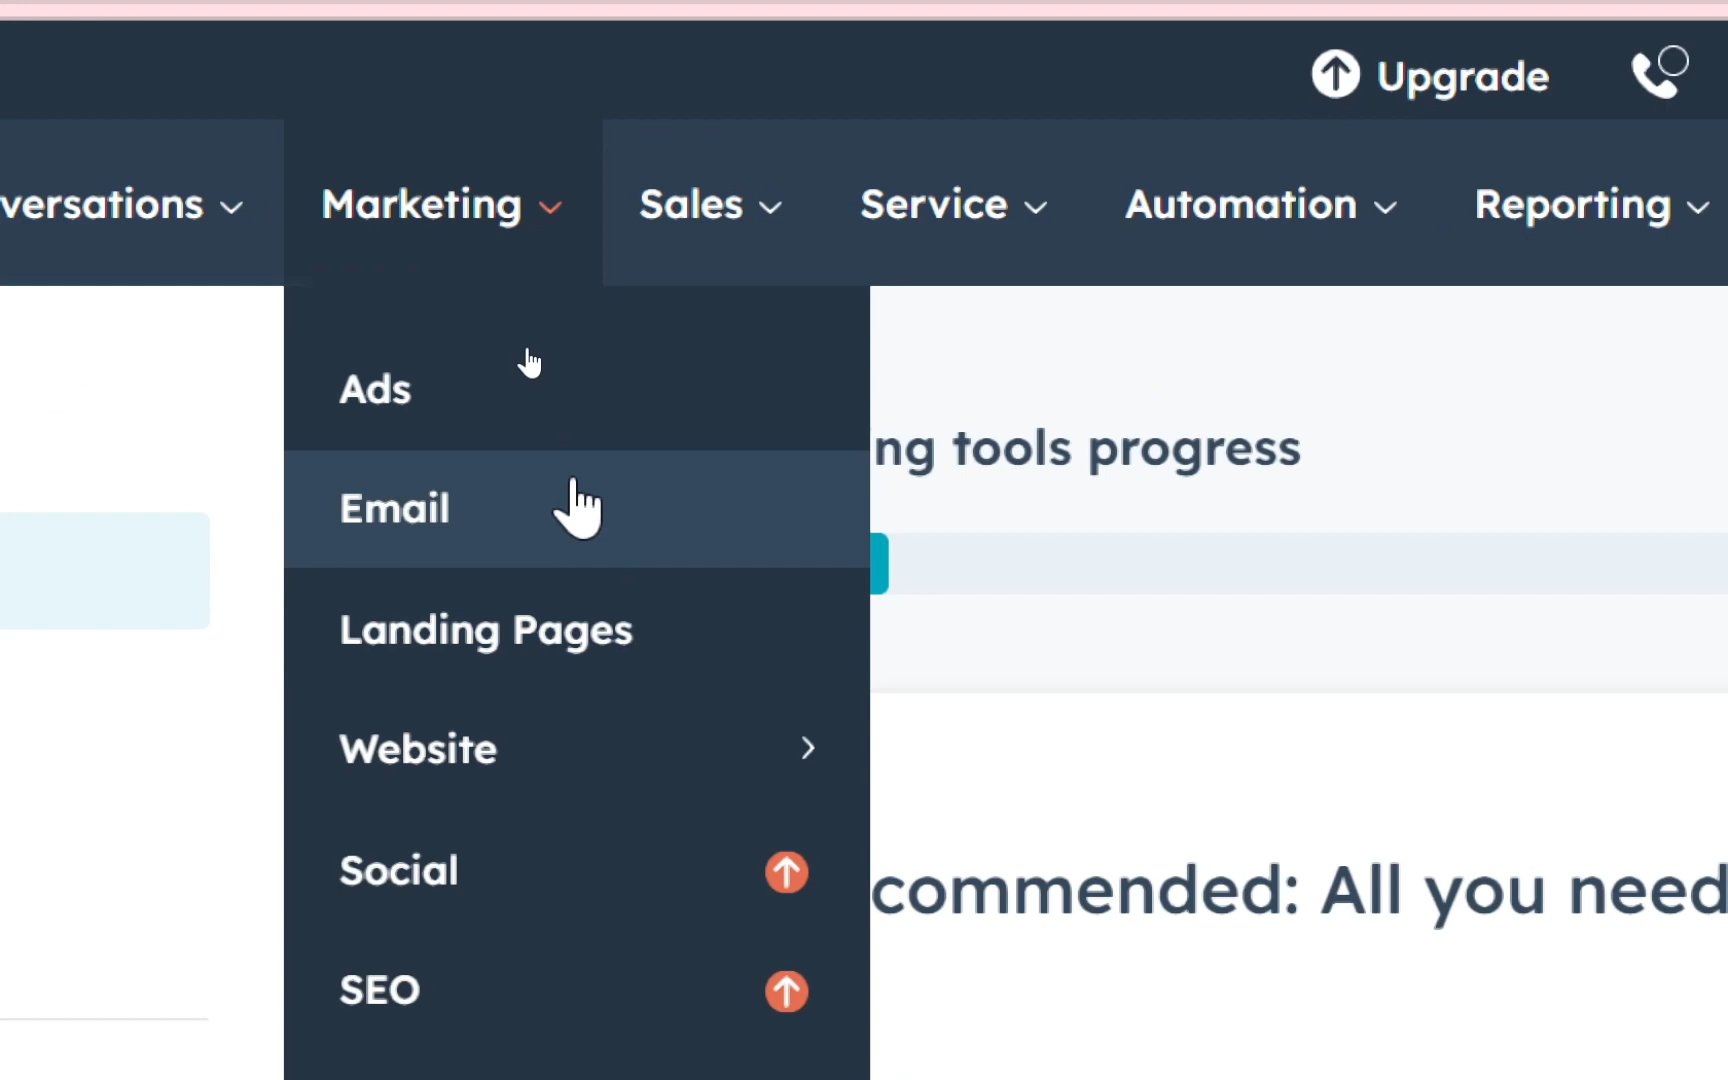 Upgrade
versations
Marketing
Sales
Service
Automation
Reporting
Ads
Email
Landing Pages
Website
Social
SEO
ng tools progress
commended: All you need